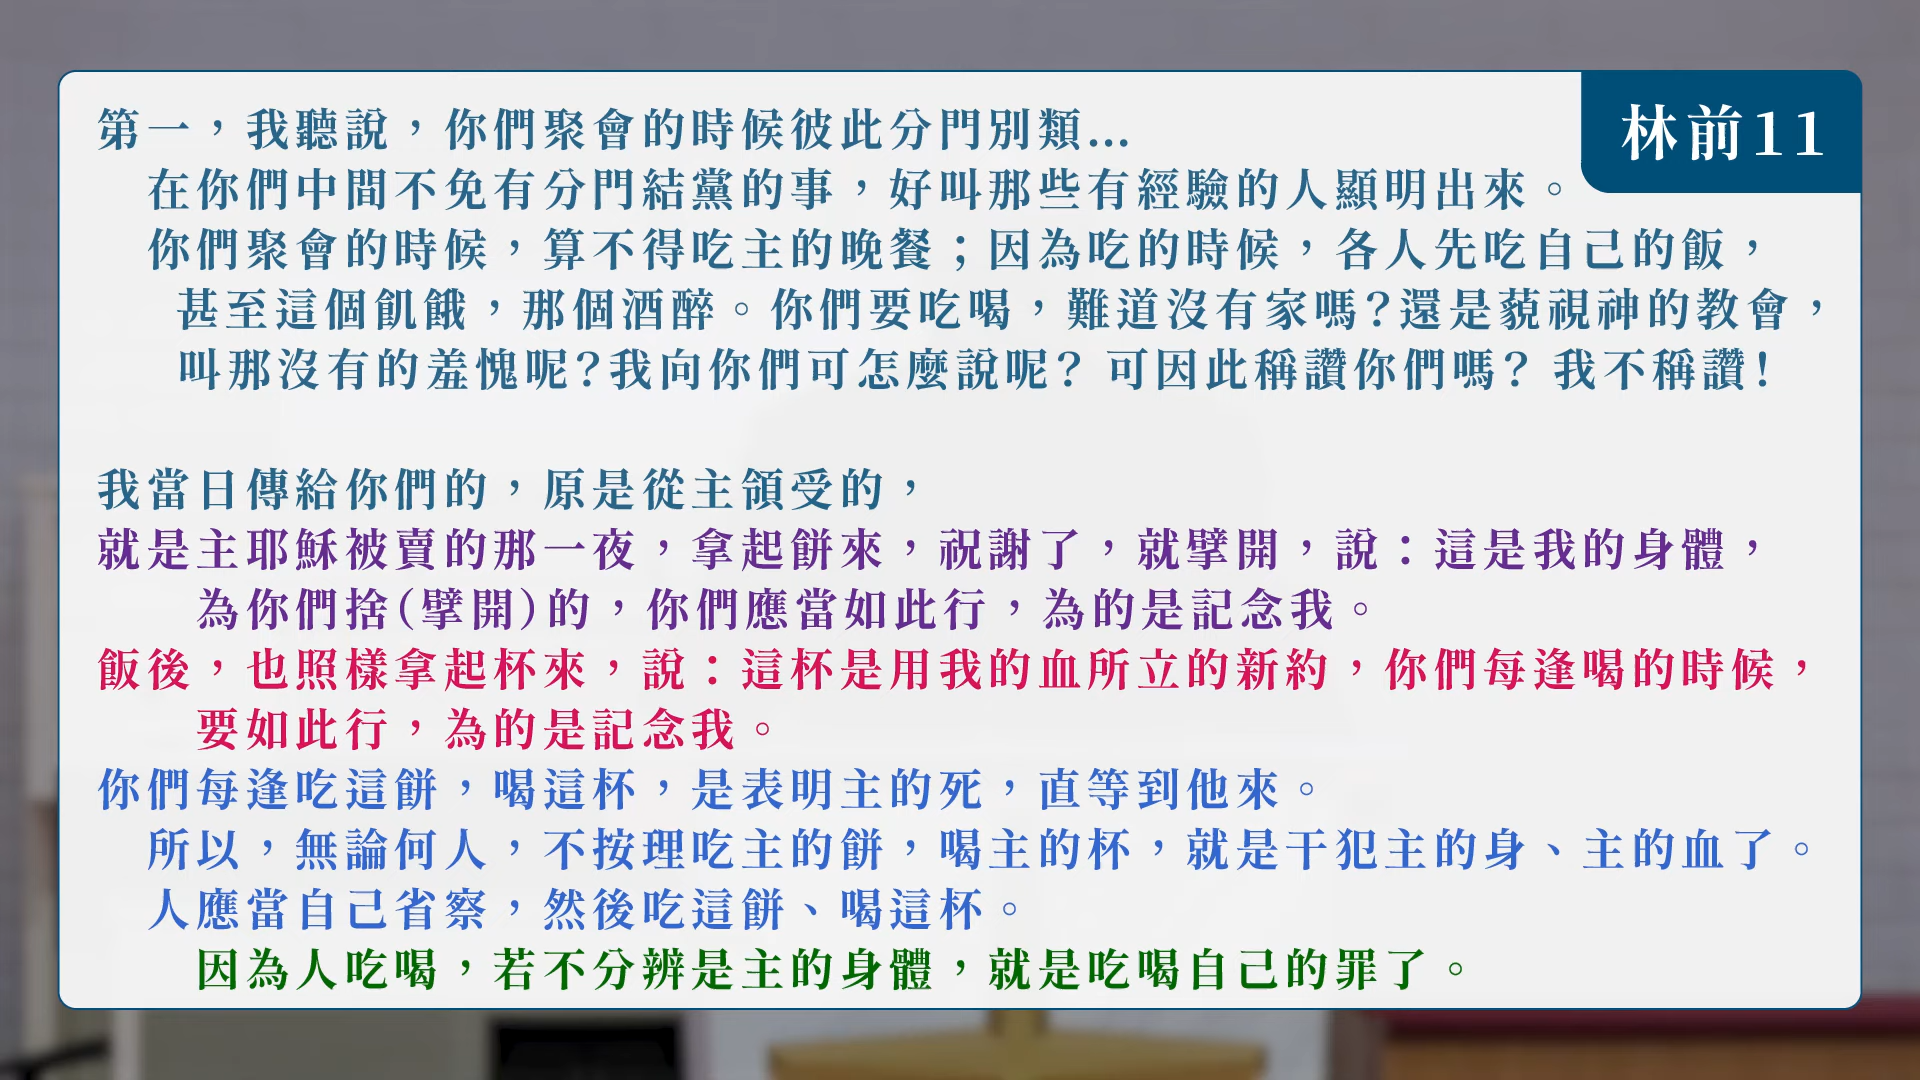 林前11
第一，我聽說，你們聚會的時候彼此分門別類...
在你們中間不免有分門結黨的事，好叫那些有經驗的人顯明出來。
你們聚會的時候，算不得吃主的晚餐；因為吃的時候，各人先吃自己的飯，
甚至這個飢餓，那個酒醉。你們要吃喝，難道沒有家嗎?還是藐視神的教會，
叫那沒有的羞愧呢?我向你們可怎麼說呢? 可因此稱讚你們嗎? 我不稱讚!
我當日傳給你們的，原是從主領受的，
就是主耶穌被賣的那一夜，拿起餅來，祝謝了，就擘開，說：這是我的身體，
為你們捨(擘開)的，你們應當如此行，為的是記念我。
飯後，也照樣拿起杯來，說：這杯是用我的血所立的新約，你們每逢喝的時候，
要如此行，為的是記念我。
你們每逢吃這餅，喝這杯，是表明主的死，直等到他來。
所以，無論何人，不按理吃主的餅，喝主的杯，就是干犯主的身、主的血了。
人應當自己省察，然後吃這餅、喝這杯。
因為人吃喝，若不分辨是主的身體，就是吃喝自己的罪了。